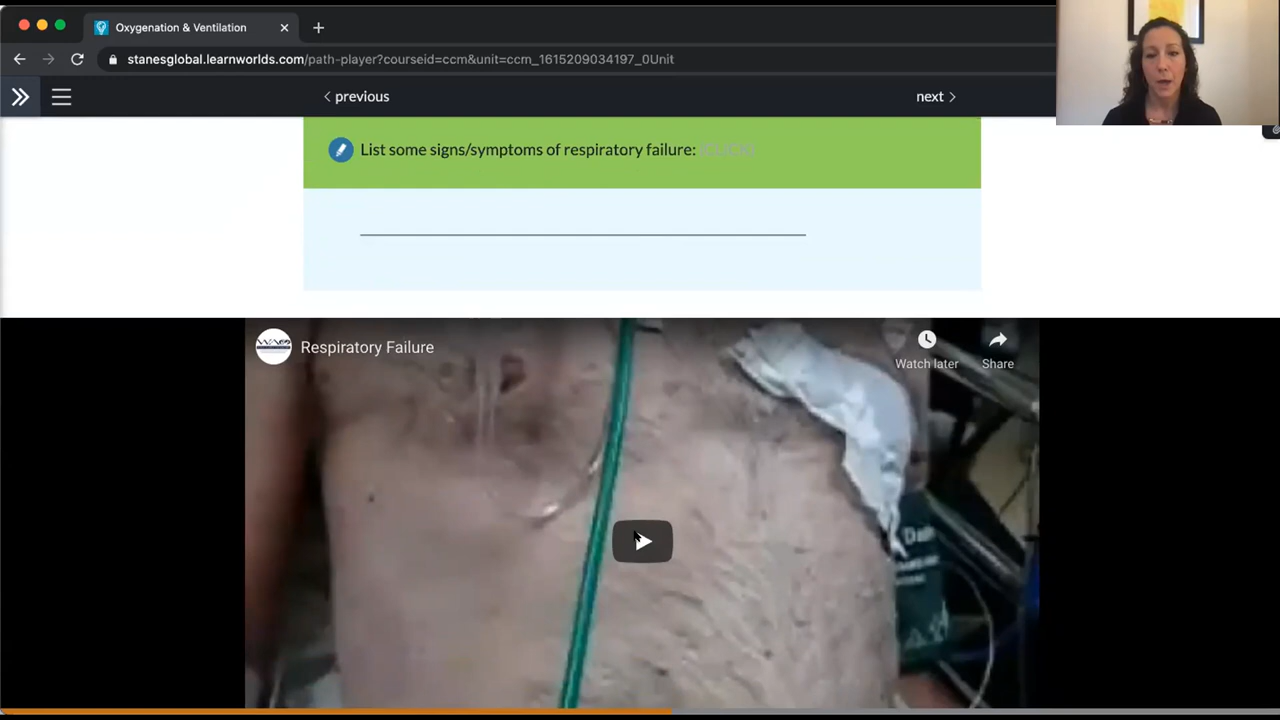 Oxygenation & Ventilation
stanesglobal.learnworlds.com/path-player?courseid=ccm&unit=ccm_1615209034197_0Unit
previous
next
List some signs/symptoms of respiratory failure:
Respiratory Failure
Watch later
Share